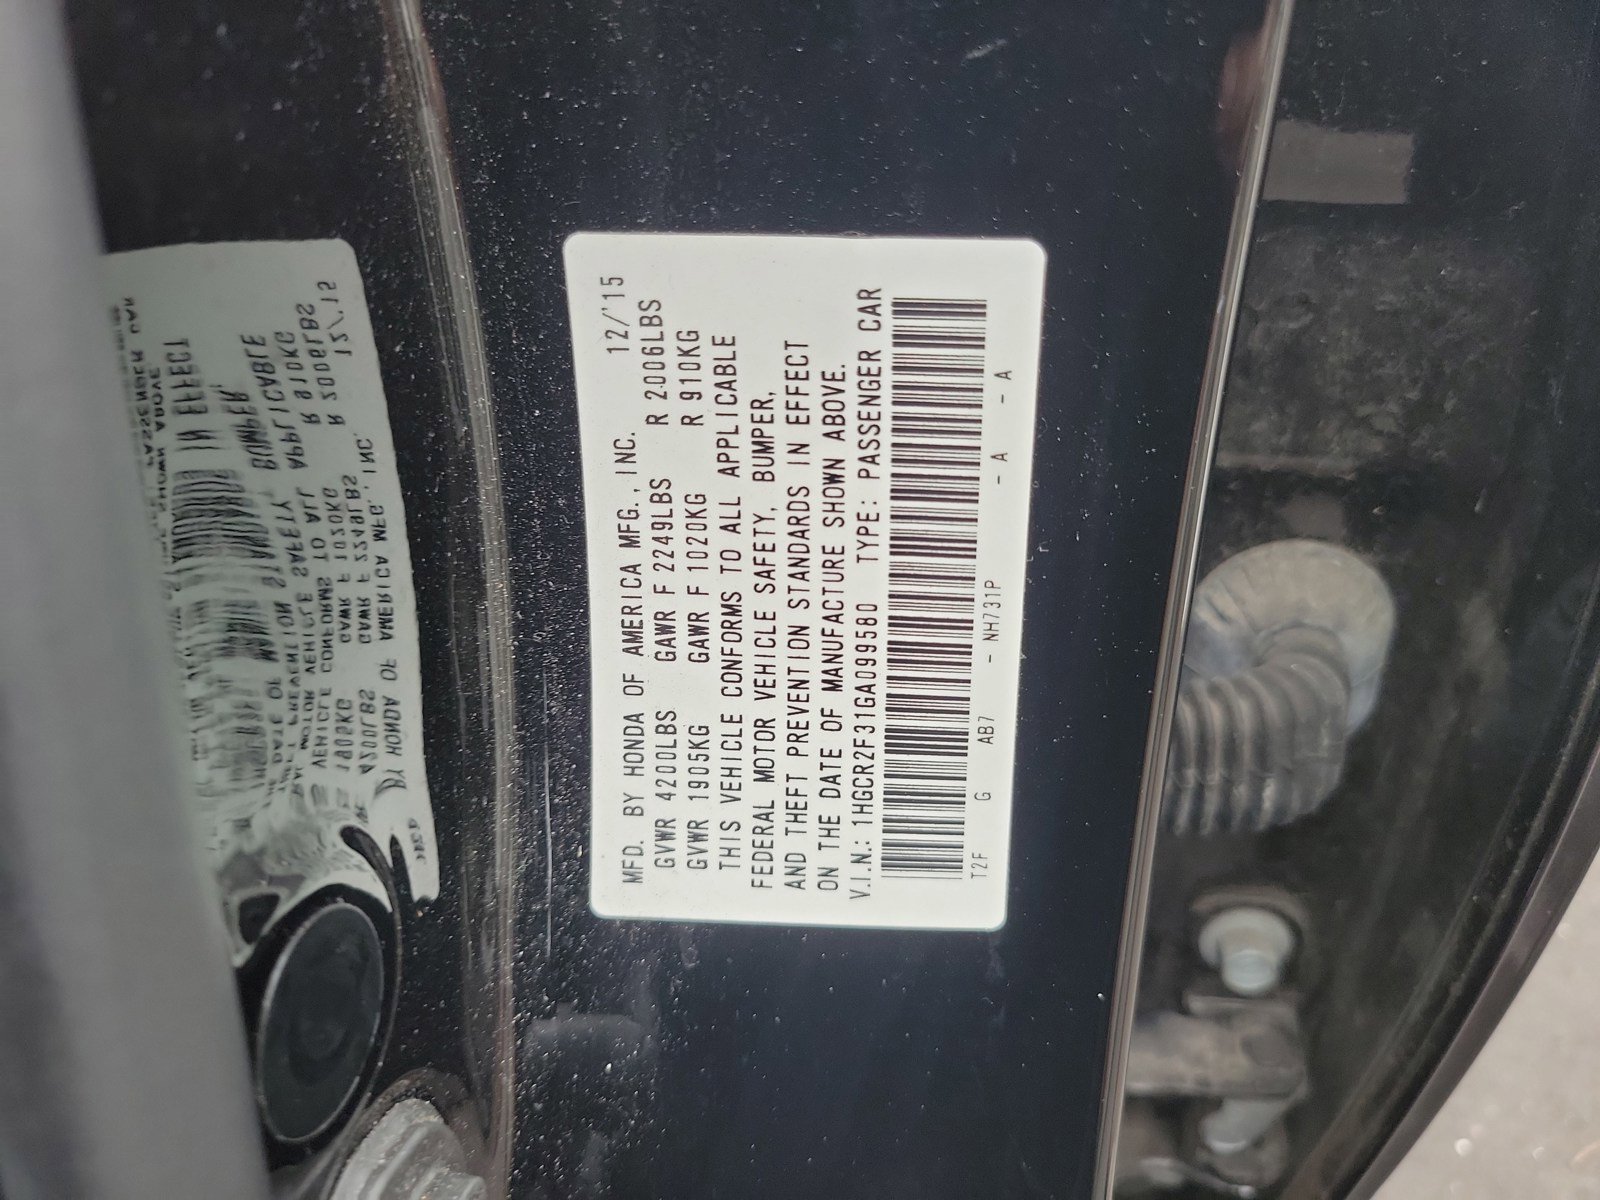 MFD. BY HONDA OF AMERICA MFG., INC. 12/'15
GVWR 4200LBS GAWR F 2249LBS R 2006LBS
GVWR 1905KG GAWR F 1020KG R 910KG
THIS VEHICLE CONFORMS TO ALL APPLICABLE
FEDERAL MOTOR VEHICLE SAFETY, BUMPER,
AND THEFT PREVENTION STANDARDS IN EFFECT
ON THE DATE OF MANUFACTURE SHOWN ABOVE.
V.I.N.: 1HGCR2F31GA099580 TYPE: PASSENGER CAR
T2F G AB7 - NH731P - A - A